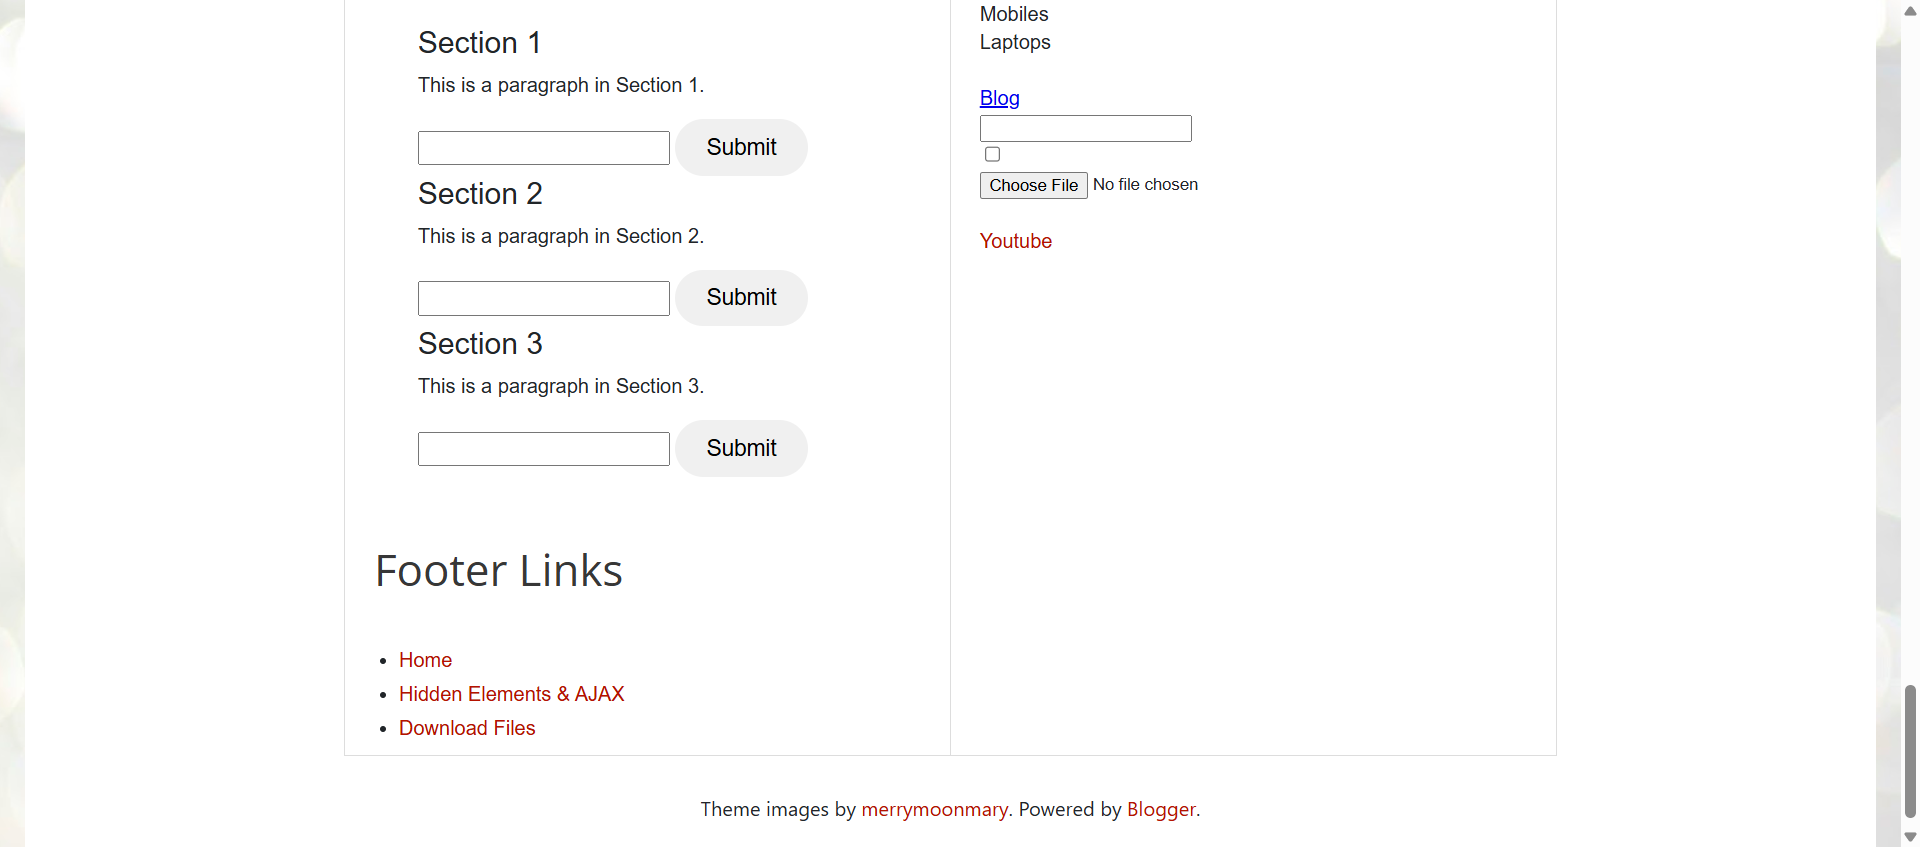 Section 1
This is a paragraph in Section 1.
Submit
Section 2
This is a paragraph in Section 2.
Submit
Section 3
This is a paragraph in Section 3.
Submit
Footer Links
Home
Hidden Elements & AJAX
Download Files
Mobiles
Laptops
Blog
Choose File No file chosen
Youtube
Theme images by merrymoonmary. Powered by Blogger.